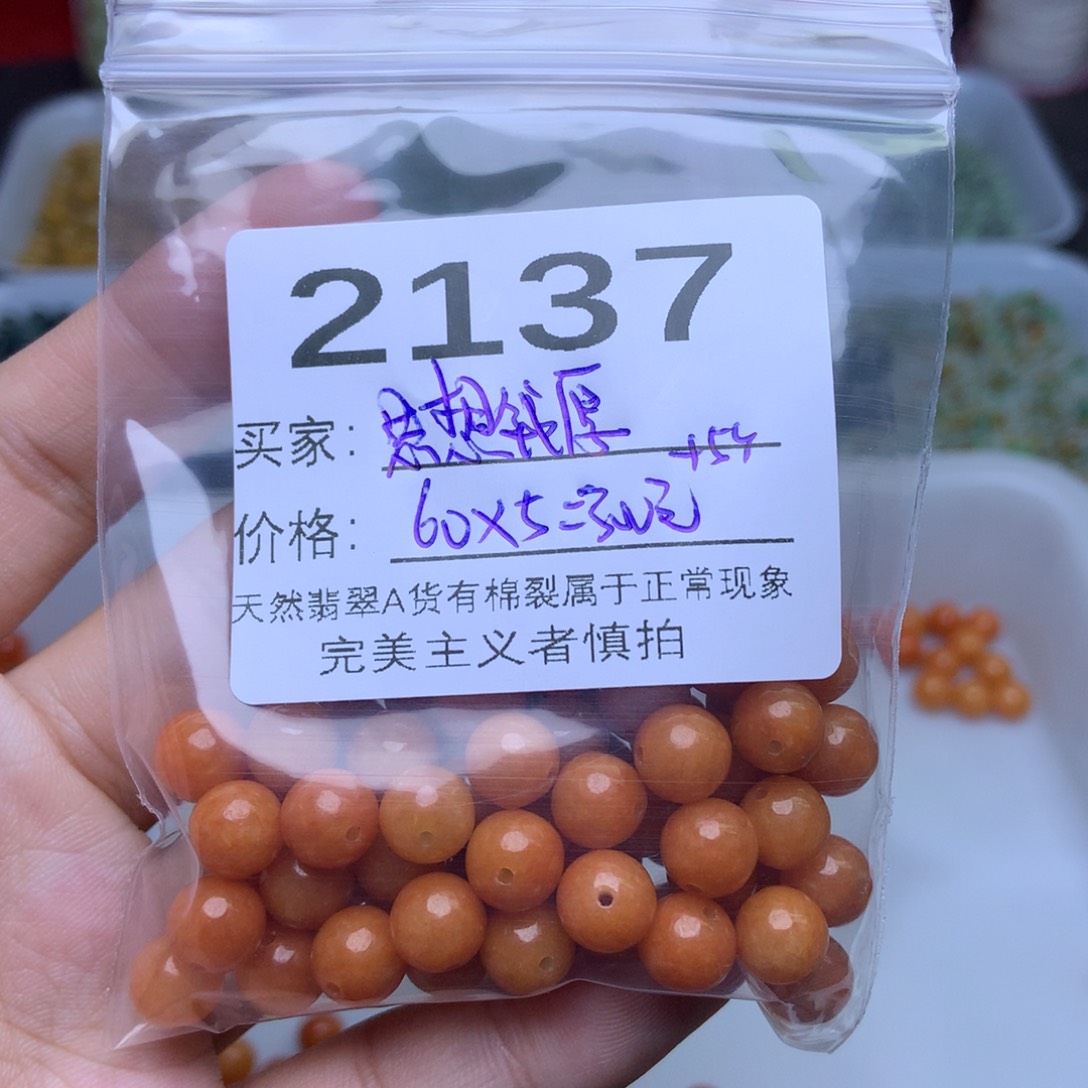 2137
买家:
+54
价格: 60X5=300元
天然翡翠A货有棉裂属于正常现象
完美主义者慎拍